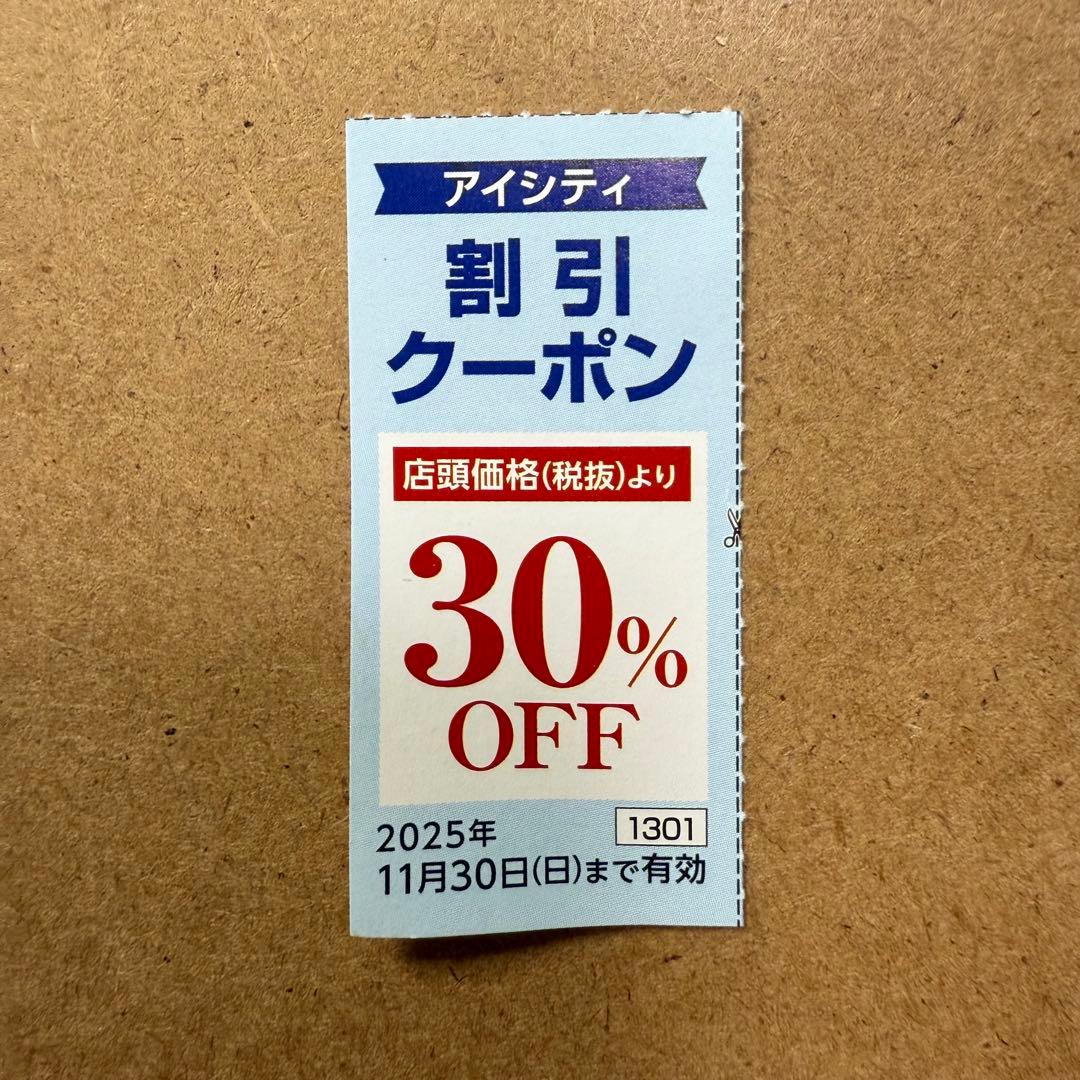 アイシティ
割引
クーポン
店頭価格(税抜)より
30%
OFF
2025年
1301
11月30日(日)まで有効